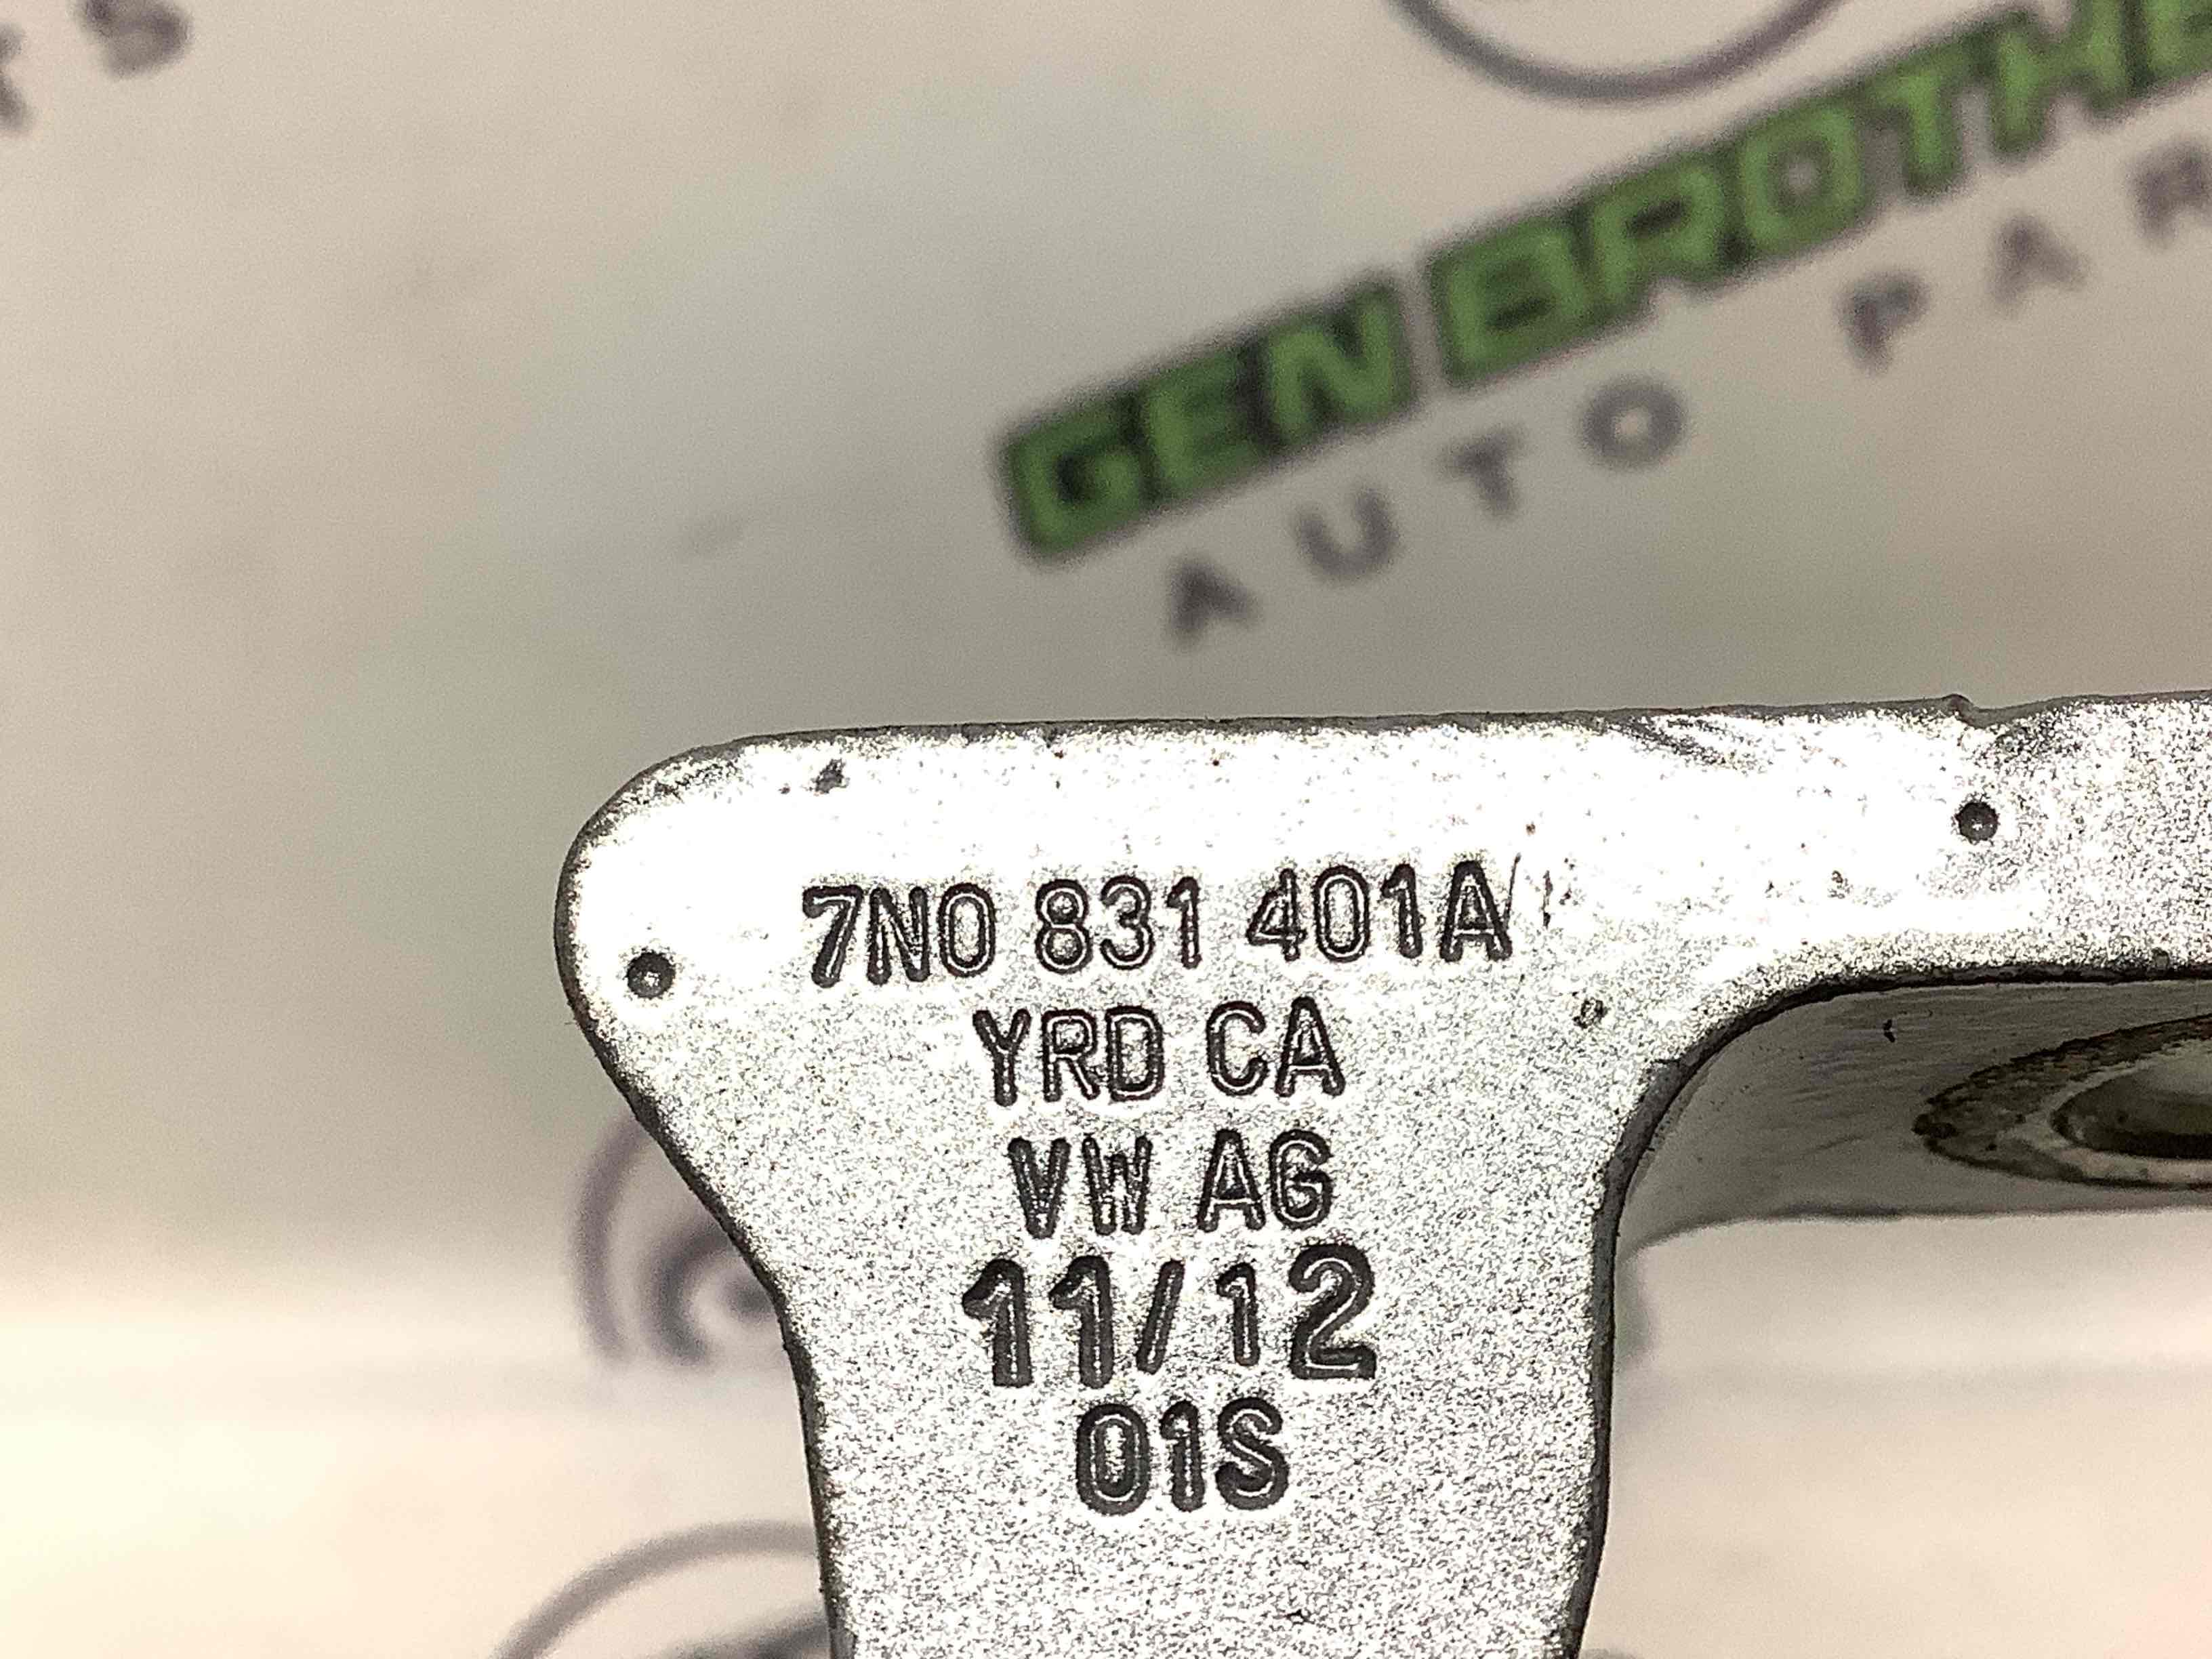 S
GEN BROTHE
AUTO PAR
7N0 831 401A
YRD CA
VW AG
11/12
01S